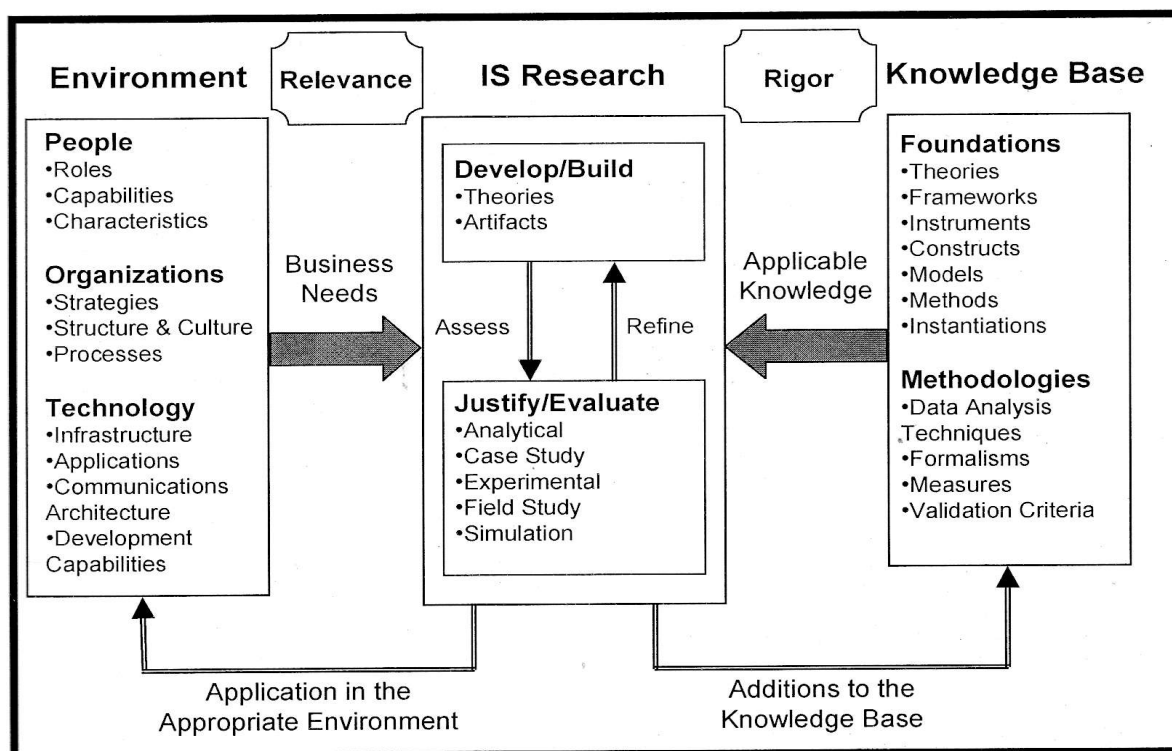 Environment
Relevance
IS Research
Rigor
Knowledge Base
People
•Roles
•Capabilities
•Characteristics
Organizations
•Strategies
•Structure & Culture
•Processes
Technology
•Infrastructure
•Applications
•Communications
Architecture
•Development
Capabilities
Business
Needs
Develop/Build
•Theories
•Artifacts
Assess
Refine
Justify/Evaluate
•Analytical
•Case Study
•Experimental
•Field Study
•Simulation
Applicable
Knowledge
Foundations
•Theories
•Frameworks
•Instruments
•Constructs
•Models
•Methods
•Instantiations
Methodologies
•Data Analysis
Techniques
•Formalisms
•Measures
•Validation Criteria
Application in the
Appropriate Environment
Additions to the
Knowledge Base